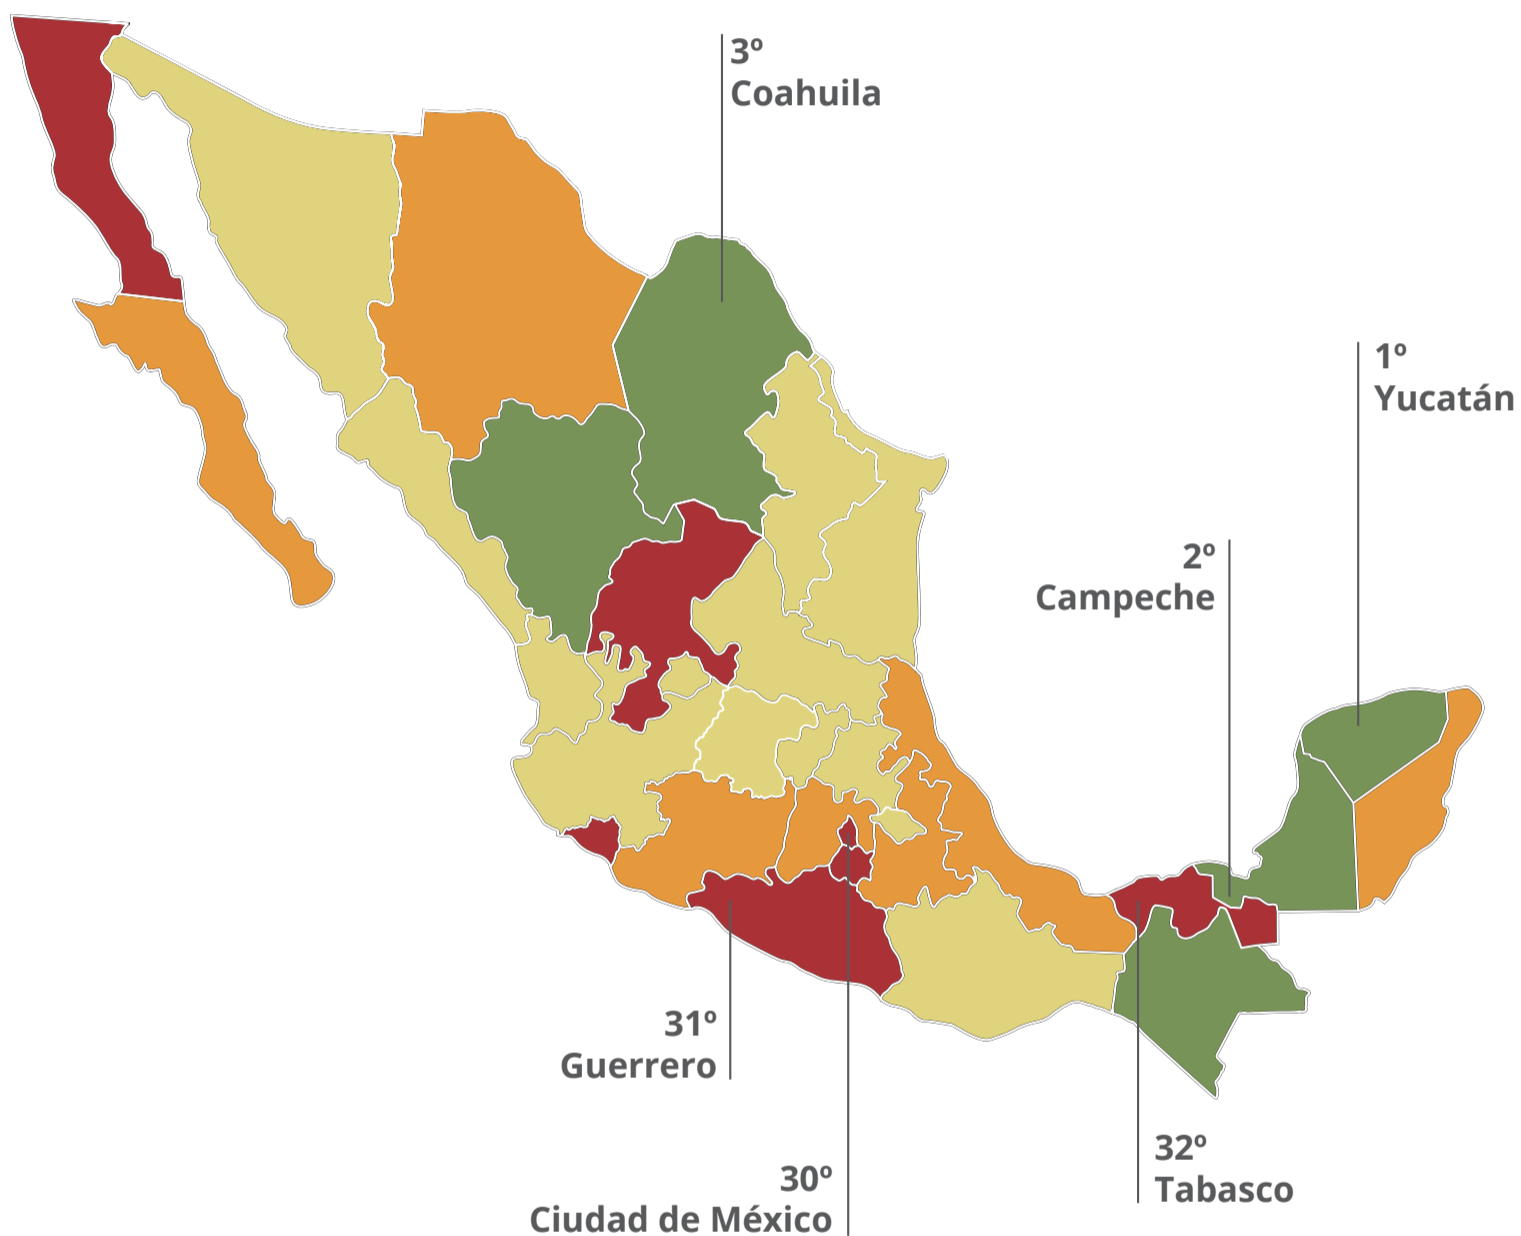 3º
Coahuila
1º
Yucatán
2º
Campeche
31º
Guerrero
32º
Tabasco
30º
Ciudad de México